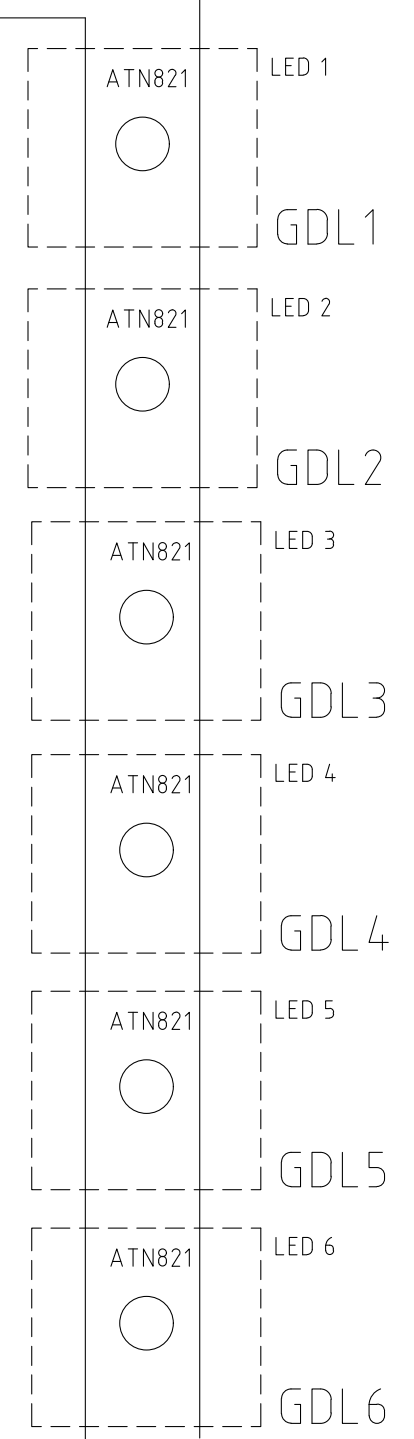 LED 1
ATN821
GDL1
LED 2
ATN821
GDL2
LED 3
ATN821
GDL3
LED 4
ATN821
GDL4
LED 5
ATN821
GDL5
LED 6
ATN821
GDL6